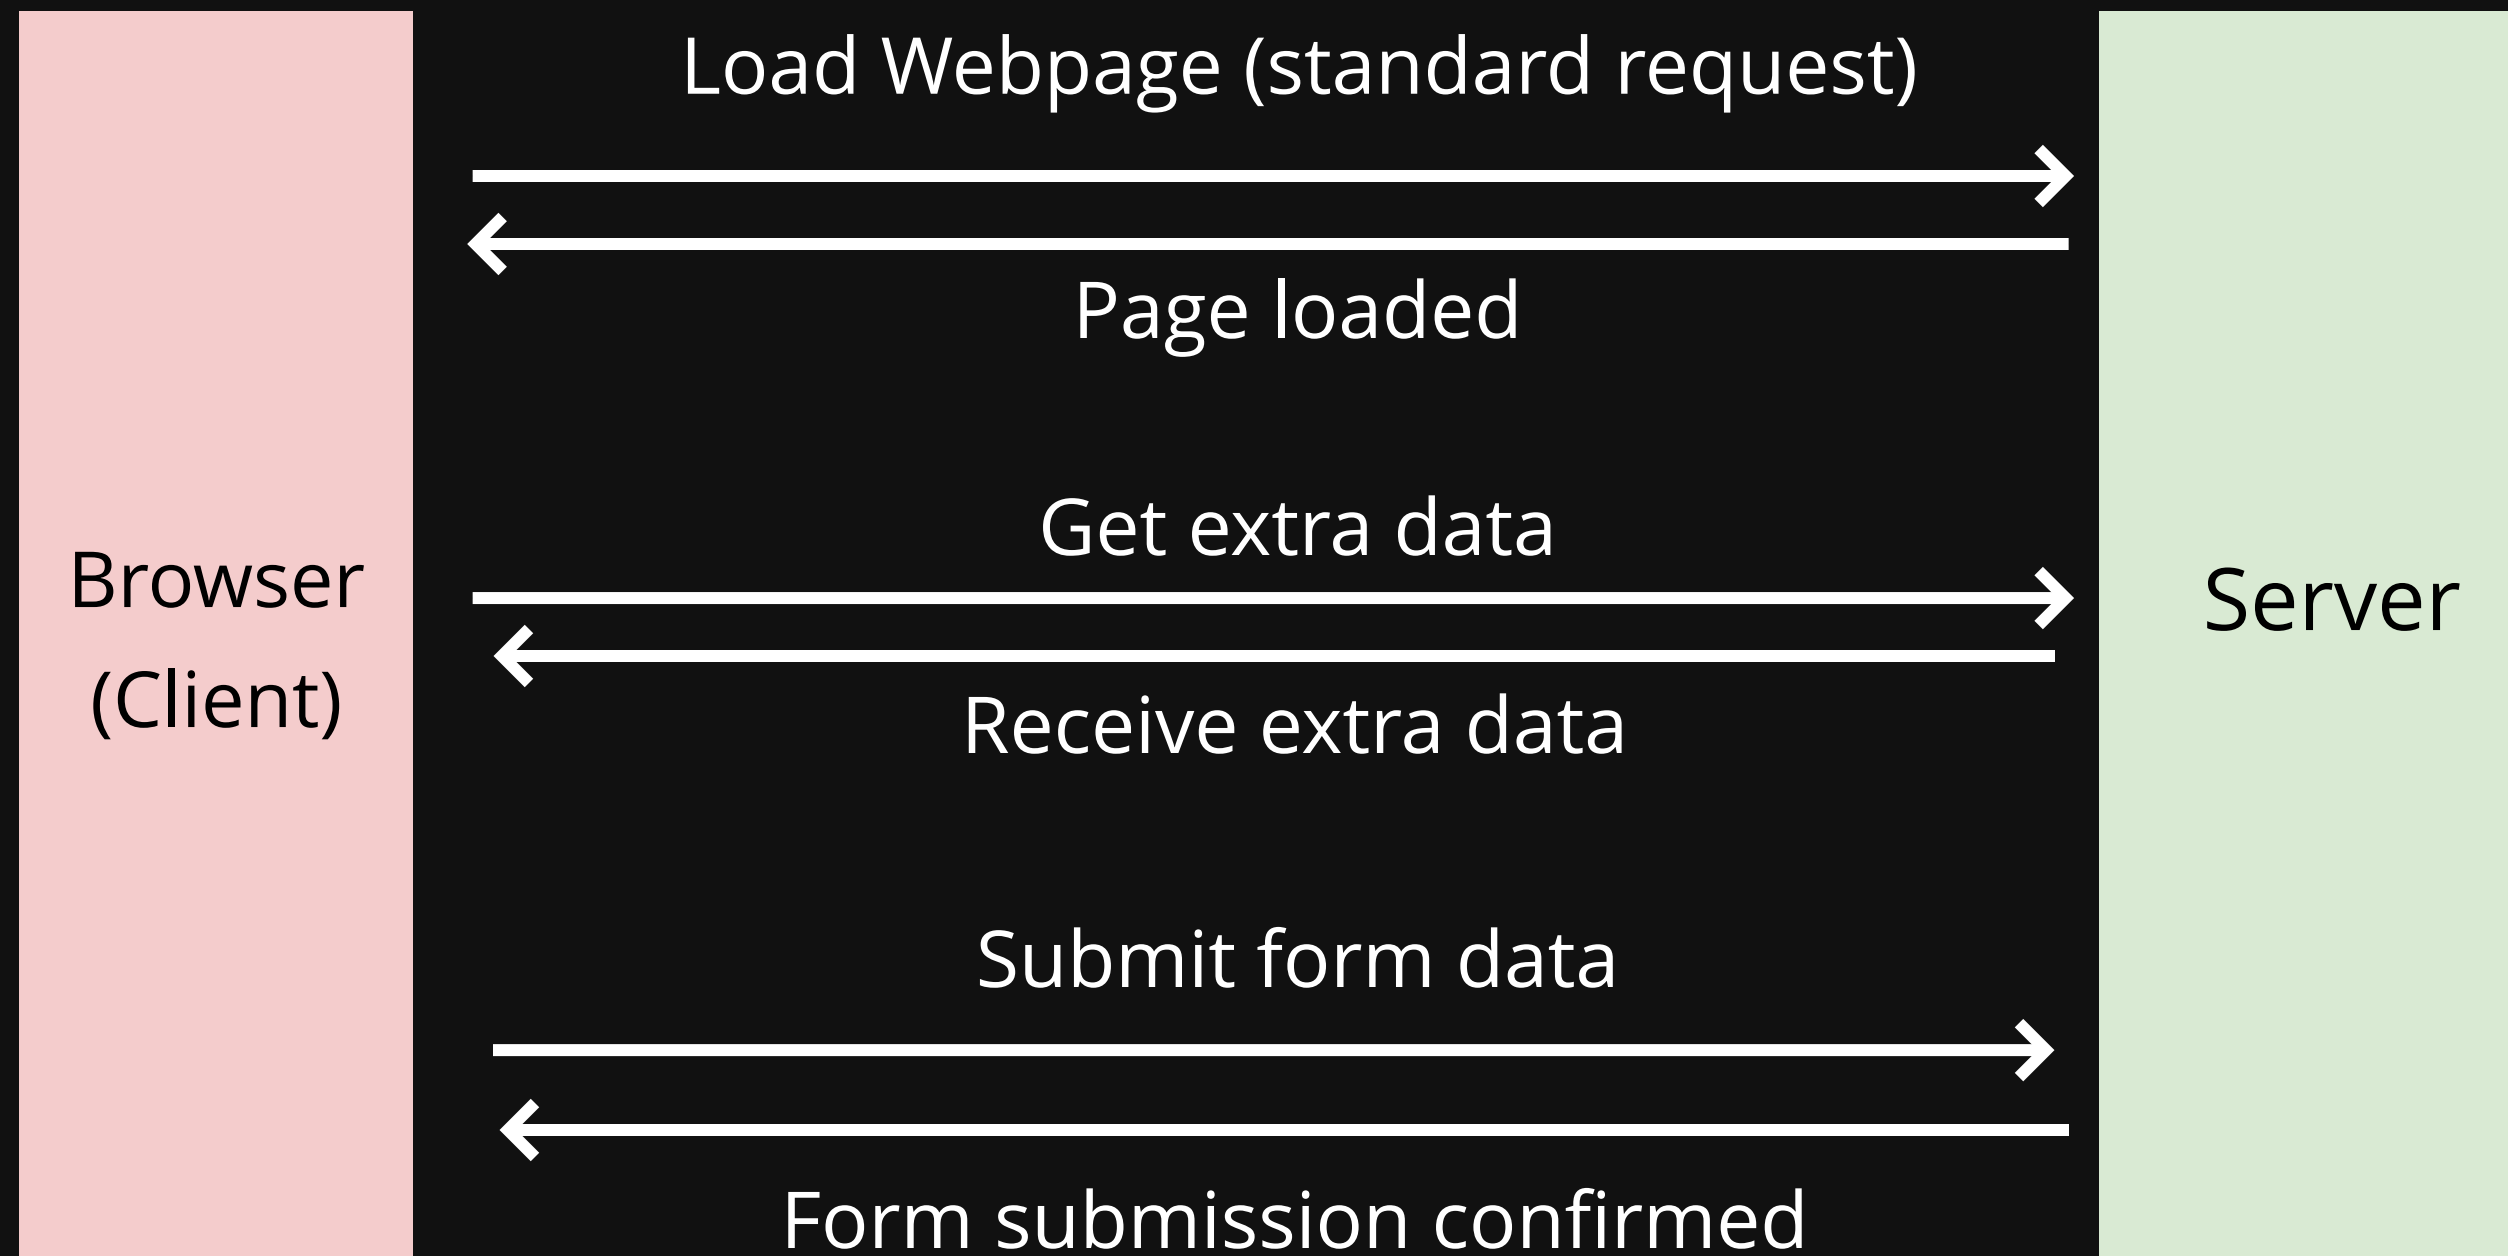 Load Webpage (standard request)
Page loaded
Get extra data
Browser
(Client)
Server
Receive extra data
Submit form data
Form submission confirmed